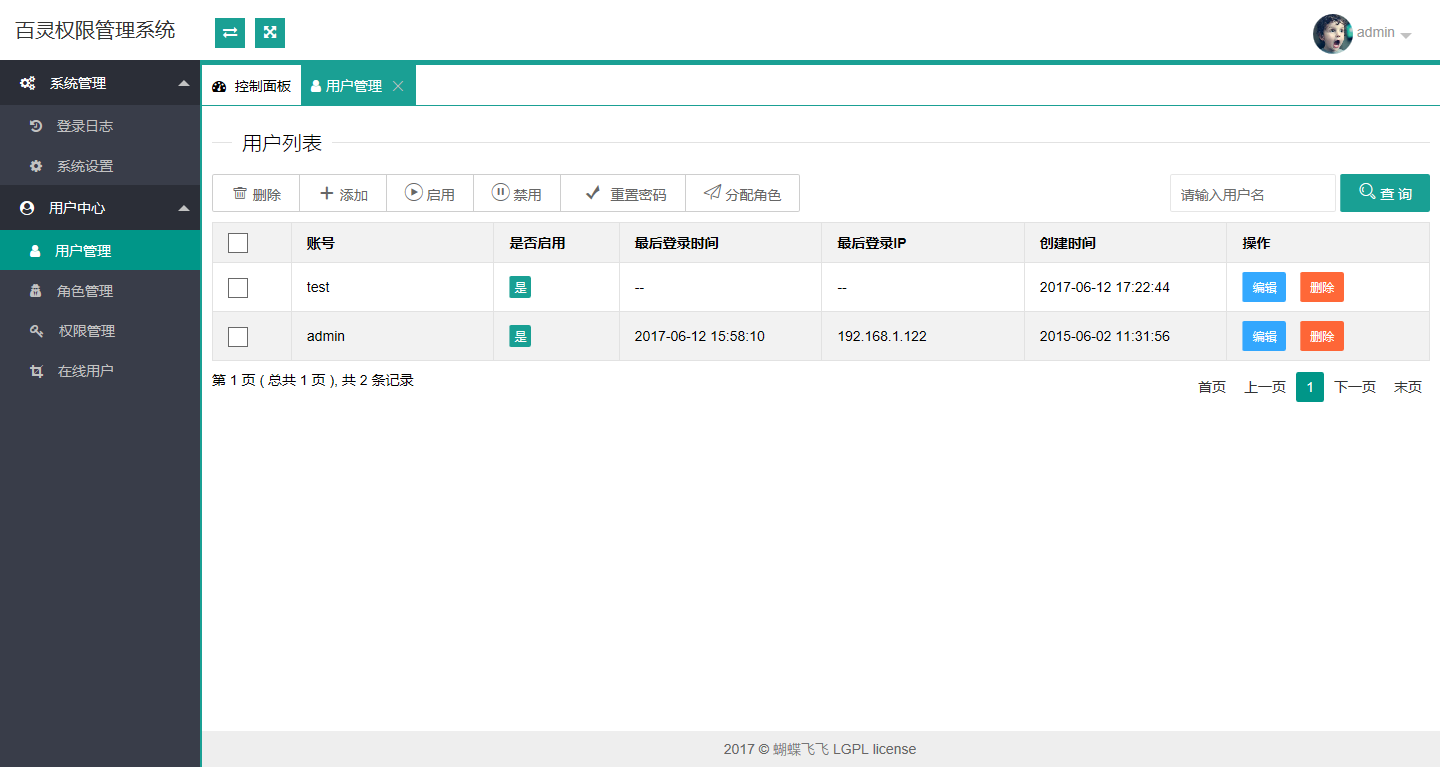 百灵权限管理系统
admin
系统管理
登录日志
系统设置
用户中心
用户管理
角色管理
权限管理
在线用户
控制面板 用户管理
用户列表
删除 添加 启用 禁用 重置密码 分配角色 请输入用户名 查 询
账号 是否启用 最后登录时间 最后登录IP 创建时间 操作
test 是 -- -- 2017-06-12 17:22:44 编辑 删除
admin 是 2017-06-12 15:58:10 192.168.1.122 2015-06-02 11:31:56 编辑 删除
第 1 页 ( 总共 1 页 ), 共 2 条记录 首页 上一页 1 下一页 末页
2017 © 蝴蝶飞飞 LGPL license